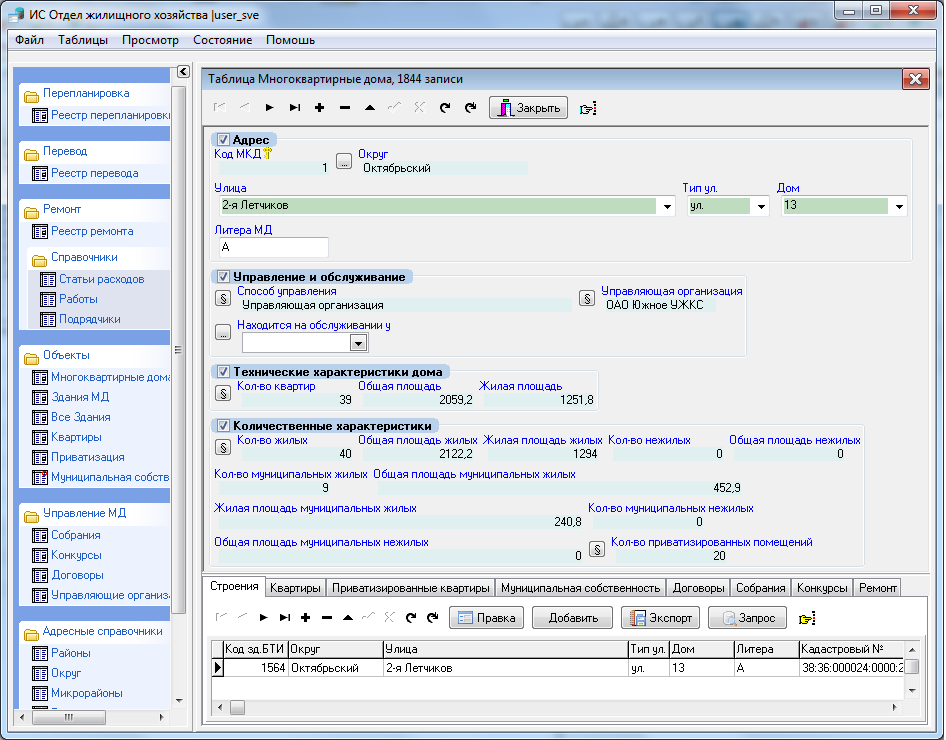 ИС Отдел жилищного хозяйства |user_sve
Файл Таблицы Просмотр Состояние Помощь
Перепланировка
Реестр перепланировки
Перевод
Реестр перевода
Ремонт
Реестр ремонта
Справочники
Статьи расходов
Работы
Подрядчики
Объекты
Многоквартирные дома
Здания МД
Все Здания
Квартиры
Приватизация
Муниципальная собств
Управление МД
Собрания
Конкурсы
Договоры
Управляющие организ
Адресные справочники
Районы
Округ
Микрорайоны
Таблица Многоквартирные дома, 1844 записи
Закрыть
Адрес
Код МКД Округ
1 ... Октябрьский
Улица Тип ул. Дом
2-я Летчиков ул. 13
Литера МД
А
Управление и обслуживание
Способ управления Управляющая организация
§ Управляющая организация § ОАО Южное УЖКС
Находится на обслуживании у
...
Технические характеристики дома
Кол-во квартир Общая площадь Жилая площадь
§ 39 2059,2 1251,8
Количественные характеристики
Кол-во жилых Общая площадь жилых Жилая площадь жилых Кол-во нежилых Общая площадь нежилых
§ 40 2122,2 1294 0 0
Кол-во муниципальных жилых Общая площадь муниципальных жилых
9 452,9
Жилая площадь муниципальных жилых Кол-во муниципальных нежилых
240,8 0
Общая площадь муниципальных нежилых Кол-во приватизированных помещений
0 § 20
Строения Квартиры Приватизированные квартиры Муниципальная собственность Договоры Собрания Конкурсы Ремонт
Правка Добавить Экспорт Запрос
Код зд.БТИ Округ Улица Тип ул. Дом Литера Кадастровый №
1564 Октябрьский 2-я Летчиков ул. 13 А 38:36:000024:0000:2